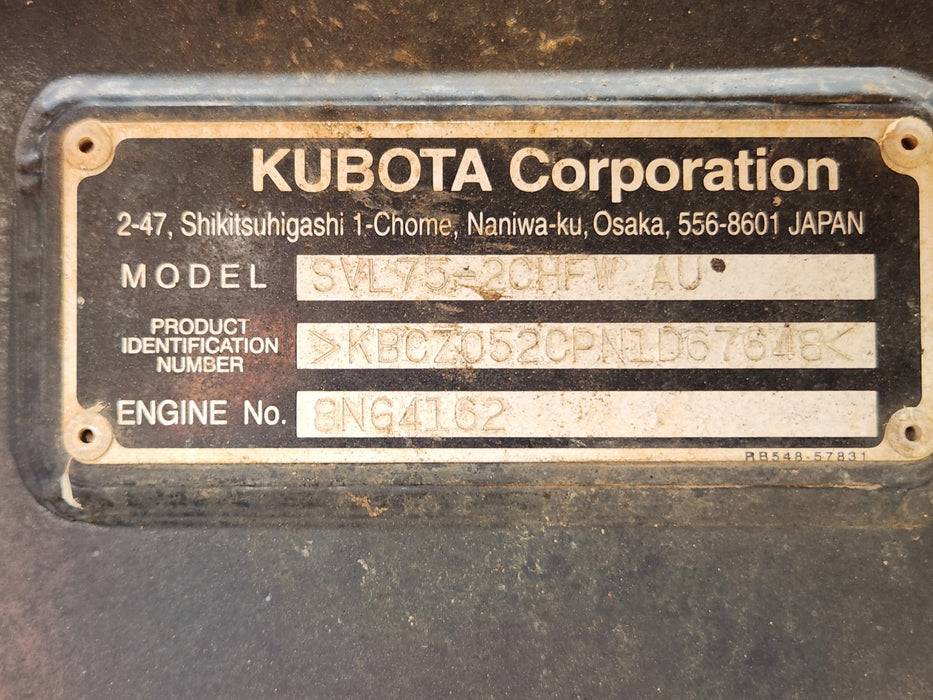 KUBOTA Corporation
2-47, Shikitsuhigashi 1-Chome, Naniwa-ku, Osaka, 556-8601 JAPAN
MODEL SVL75-2CHFW AU
PRODUCT
IDENTIFICATION
NUMBER >KBCZ052CPN1D67648<
ENGINE No. 8NG4162
RB548-57831